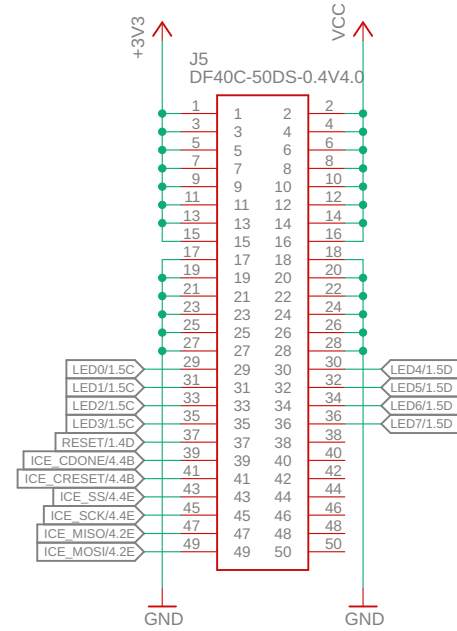 +3V3
VCC
J5
DF40C-50DS-0.4V4.0
1 1 2 2
3 3 4 4
5 5 6 6
7 7 8 8
9 9 10 10
11 11 12 12
13 13 14 14
15 15 16 16
17 17 18 18
19 19 20 20
21 21 22 22
23 23 24 24
25 25 26 26
27 27 28 28
LED0/1.5C 29 29 30 30 LED4/1.5D
LED1/1.5C 31 31 32 32 LED5/1.5D
LED2/1.5C 33 33 34 34 LED6/1.5D
LED3/1.5C 35 35 36 36 LED7/1.5D
RESET/1.4D 37 37 38 38
ICE_CDONE/4.4B 39 39 40 40
ICE_CRESET/4.4B 41 41 42 42
ICE_SS/4.4E 43 43 44 44
ICE_SCK/4.4E 45 45 46 46
ICE_MISO/4.2E 47 47 48 48
ICE_MOSI/4.2E 49 49 50 50
GND GND